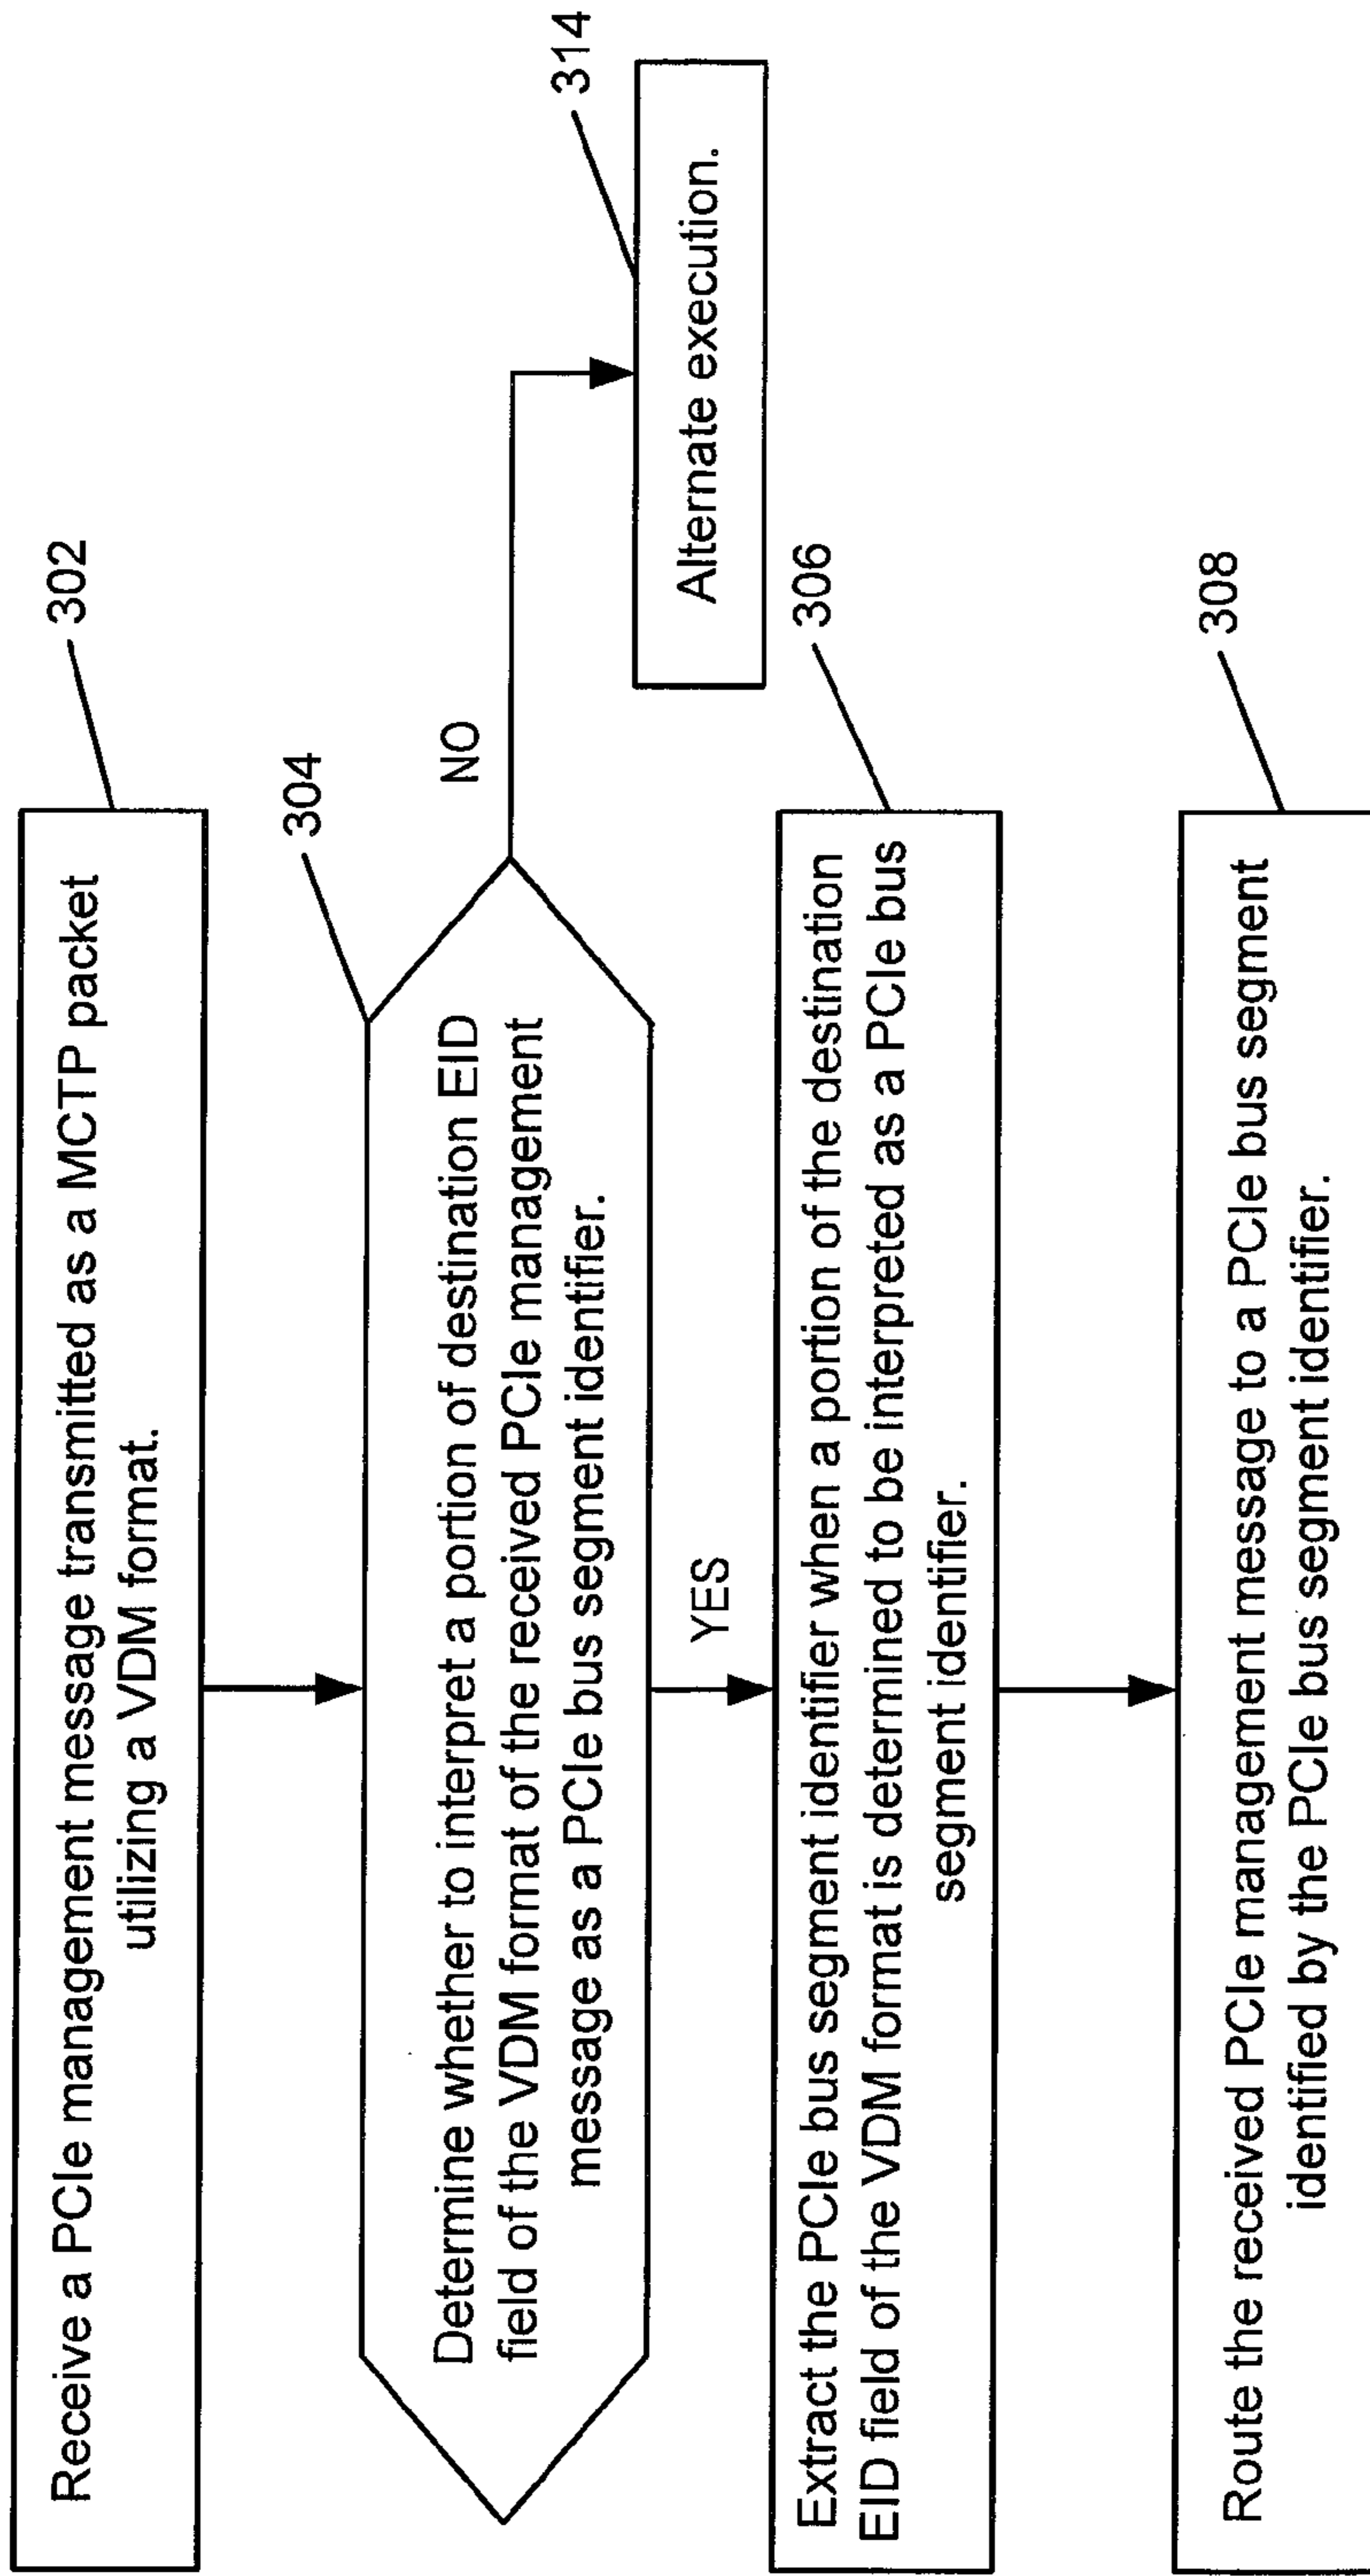 Receive a PCIe management message transmitted as a MCTP packet
utilizing a VDM format.
302
304
Determine whether to interpret a portion of destination EID
field of the VDM format of the received PCIe management
message as a PCIe bus segment identifier.
NO
314
Alternate execution.
YES
306
Extract the PCIe bus segment identifier when a portion of the destination
EID field of the VDM format is determined to be interpreted as a PCIe bus
segment identifier.
308
Route the received PCIe management message to a PCIe bus segment
identified by the PCIe bus segment identifier.